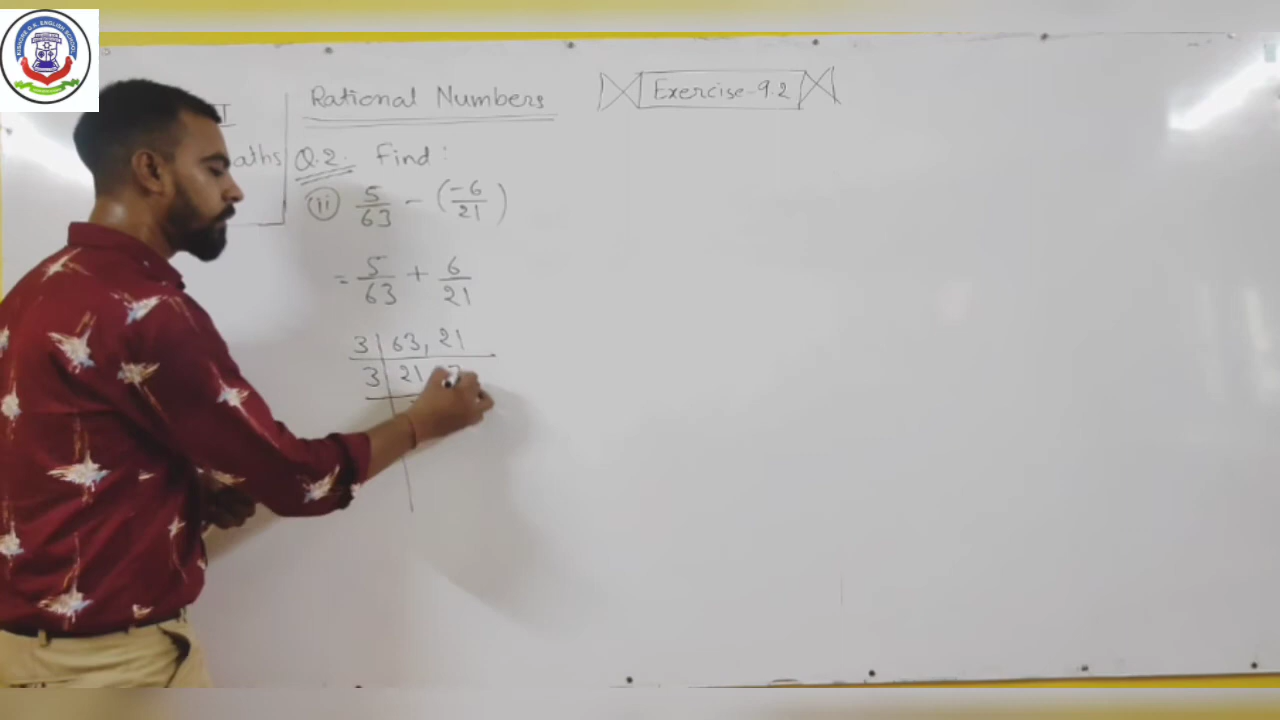 Rational Numbers
Exercise-9.2
aths
Q.2. Find:
(ii) 5/63 - (-6/21)
= 5/63 + 6/21
3 | 63, 21
3 | 21